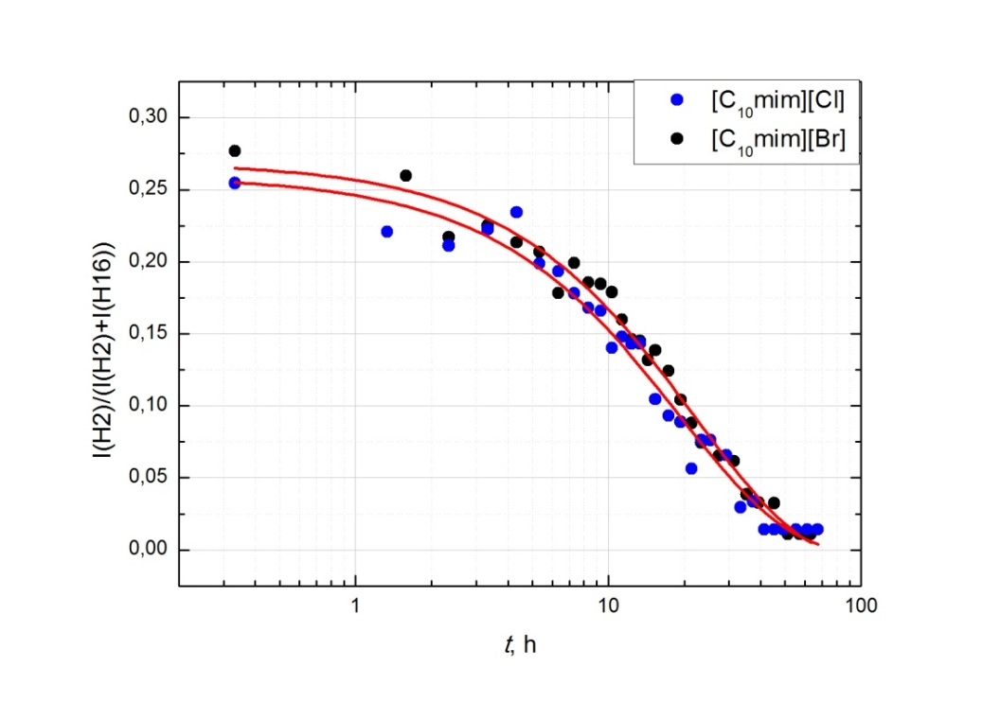 [C₁₀mim][Cl]
[C₁₀mim][Br]
0,30
0,25
0,20
0,15
0,10
0,05
0,00
I(H2)/(I(H2)+I(H16))
1 10 100
t, h